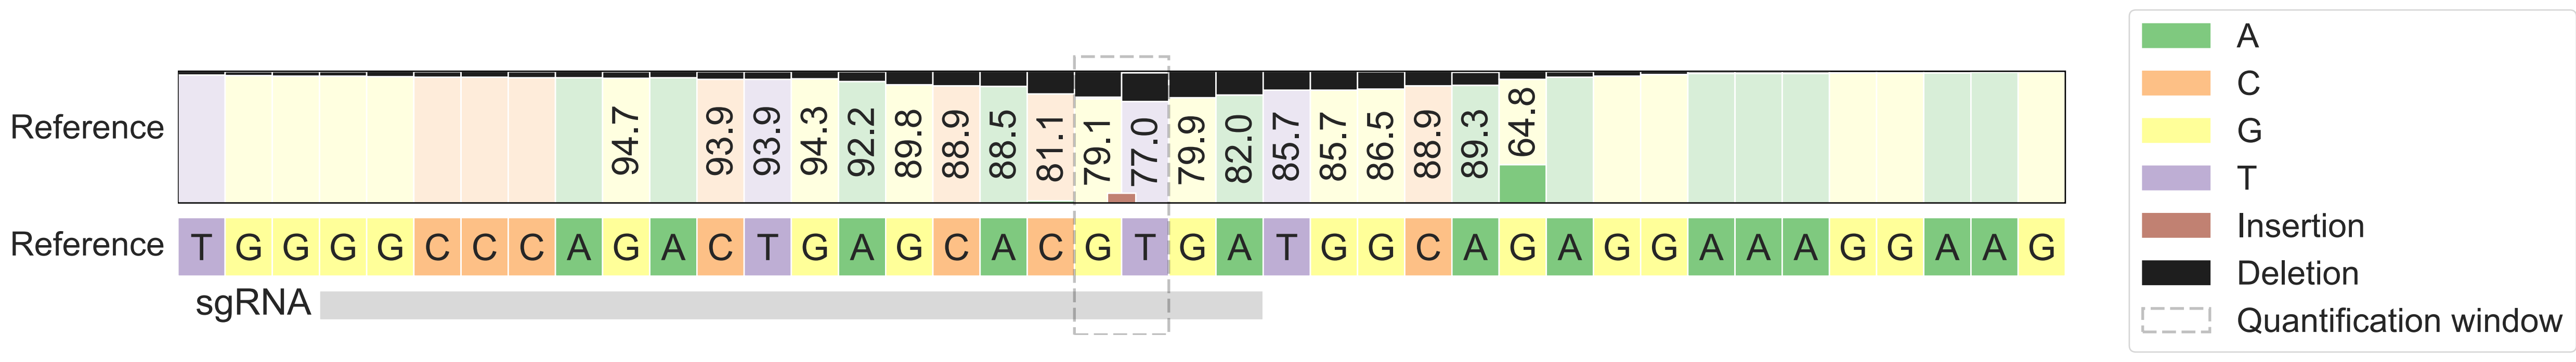 Reference 94.7 93.9 93.9 94.3 92.2 89.8 88.9 88.5 81.1 79.1 77.0 79.9 82.0 85.7 85.7 86.5 88.9 89.3 64.8
Reference T G G G G C C C A G A C T G A G C A C G T G A T G G C A G A G G A A A G G A A G
sgRNA
A
C
G
T
Insertion
Deletion
Quantification window